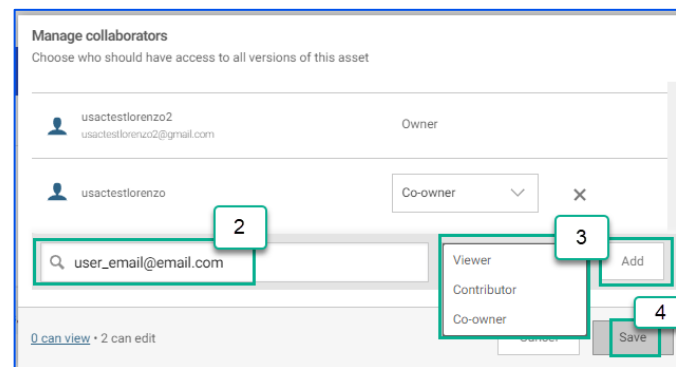 Manage collaborators
Choose who should have access to all versions of this asset
usactestlorenzo2
usactestlorenzo2@gmail.com
Owner
usactestlorenzo
Co-owner
2
3
user_email@email.com
Viewer
Contributor
Co-owner
Add
4
0 can view • 2 can edit
Cancel
Save